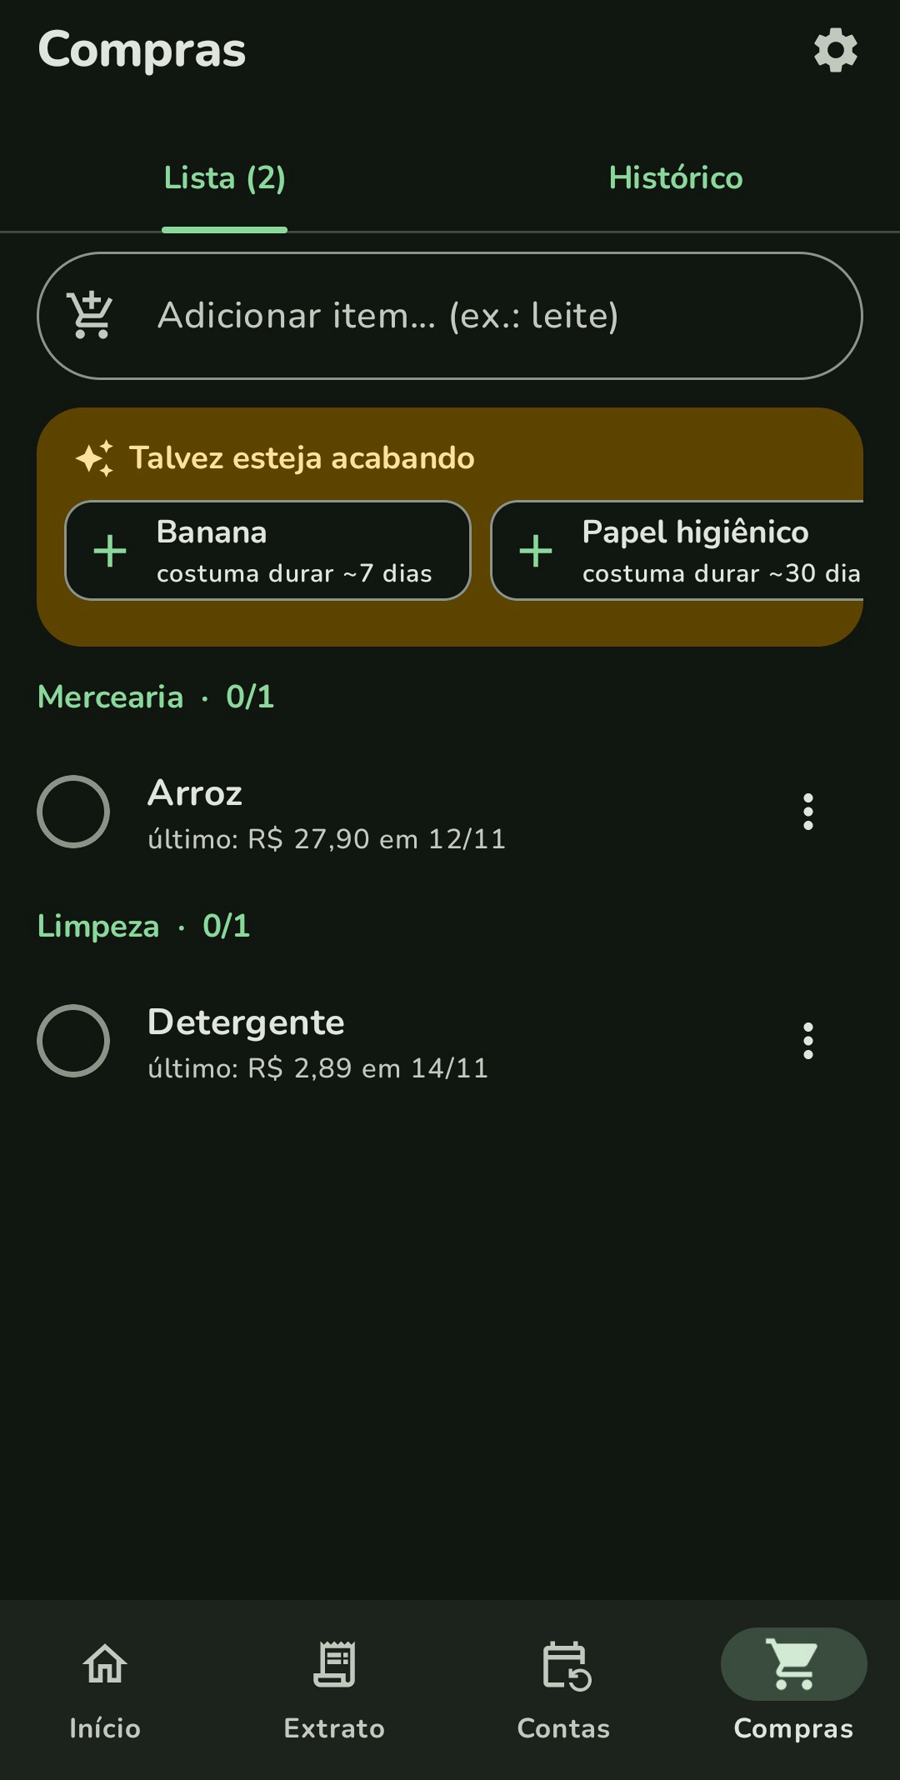 Compras
Lista (2)
Histórico
Adicionar item... (ex.: leite)
Talvez esteja acabando
Banana
costuma durar ~7 dias
Papel higiênico
costuma durar ~30 dia
Mercearia · 0/1
Arroz
último: R$ 27,90 em 12/11
Limpeza · 0/1
Detergente
último: R$ 2,89 em 14/11
Início
Extrato
Contas
Compras